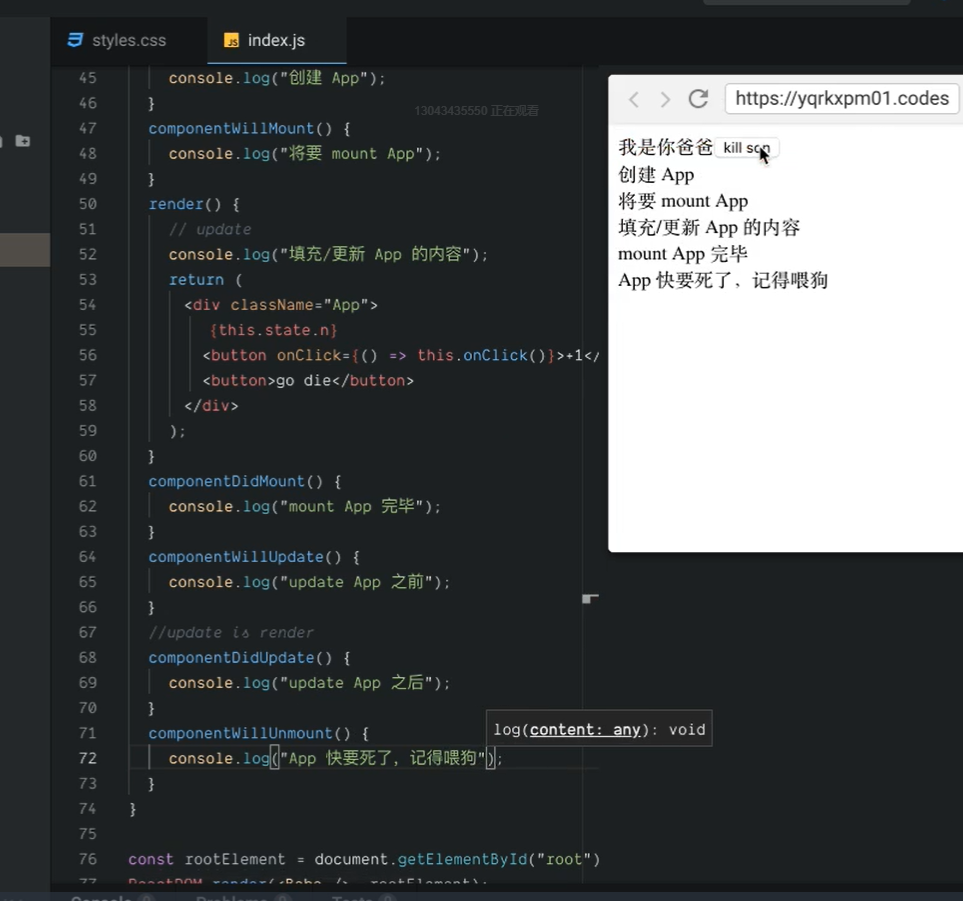 styles.css
index.js
45 console.log("创建 App");
46 }
13043435550 正在观看
47 componentWillMount() {
48 console.log("将要 mount App");
49 }
50 render() {
51 // update
52 console.log("填充/更新 App 的内容");
53 return (
54 <div className="App">
55 {this.state.n}
56 <button onClick={() => this.onClick()}>+1</
57 <button>go die</button>
58 </div>
59 );
60 }
61 componentDidMount() {
62 console.log("mount App 完毕");
63 }
64 componentWillUpdate() {
65 console.log("update App 之前");
66 }
67 //update is render
68 componentDidUpdate() {
69 console.log("update App 之后");
70 }
71 componentWillUnmount() {
log(content: any): void
72 console.log("App 快要死了，记得喂狗");
73 }
74 }
75
76 const rootElement = document.getElementById("root")
77 ReactDOM.render(<Baba />, rootElement);
https://yqrkxpm01.codes
我是你爸爸 kill son
创建 App
将要 mount App
填充/更新 App 的内容
mount App 完毕
App 快要死了，记得喂狗
Console 0 Problems 0 Tests 0